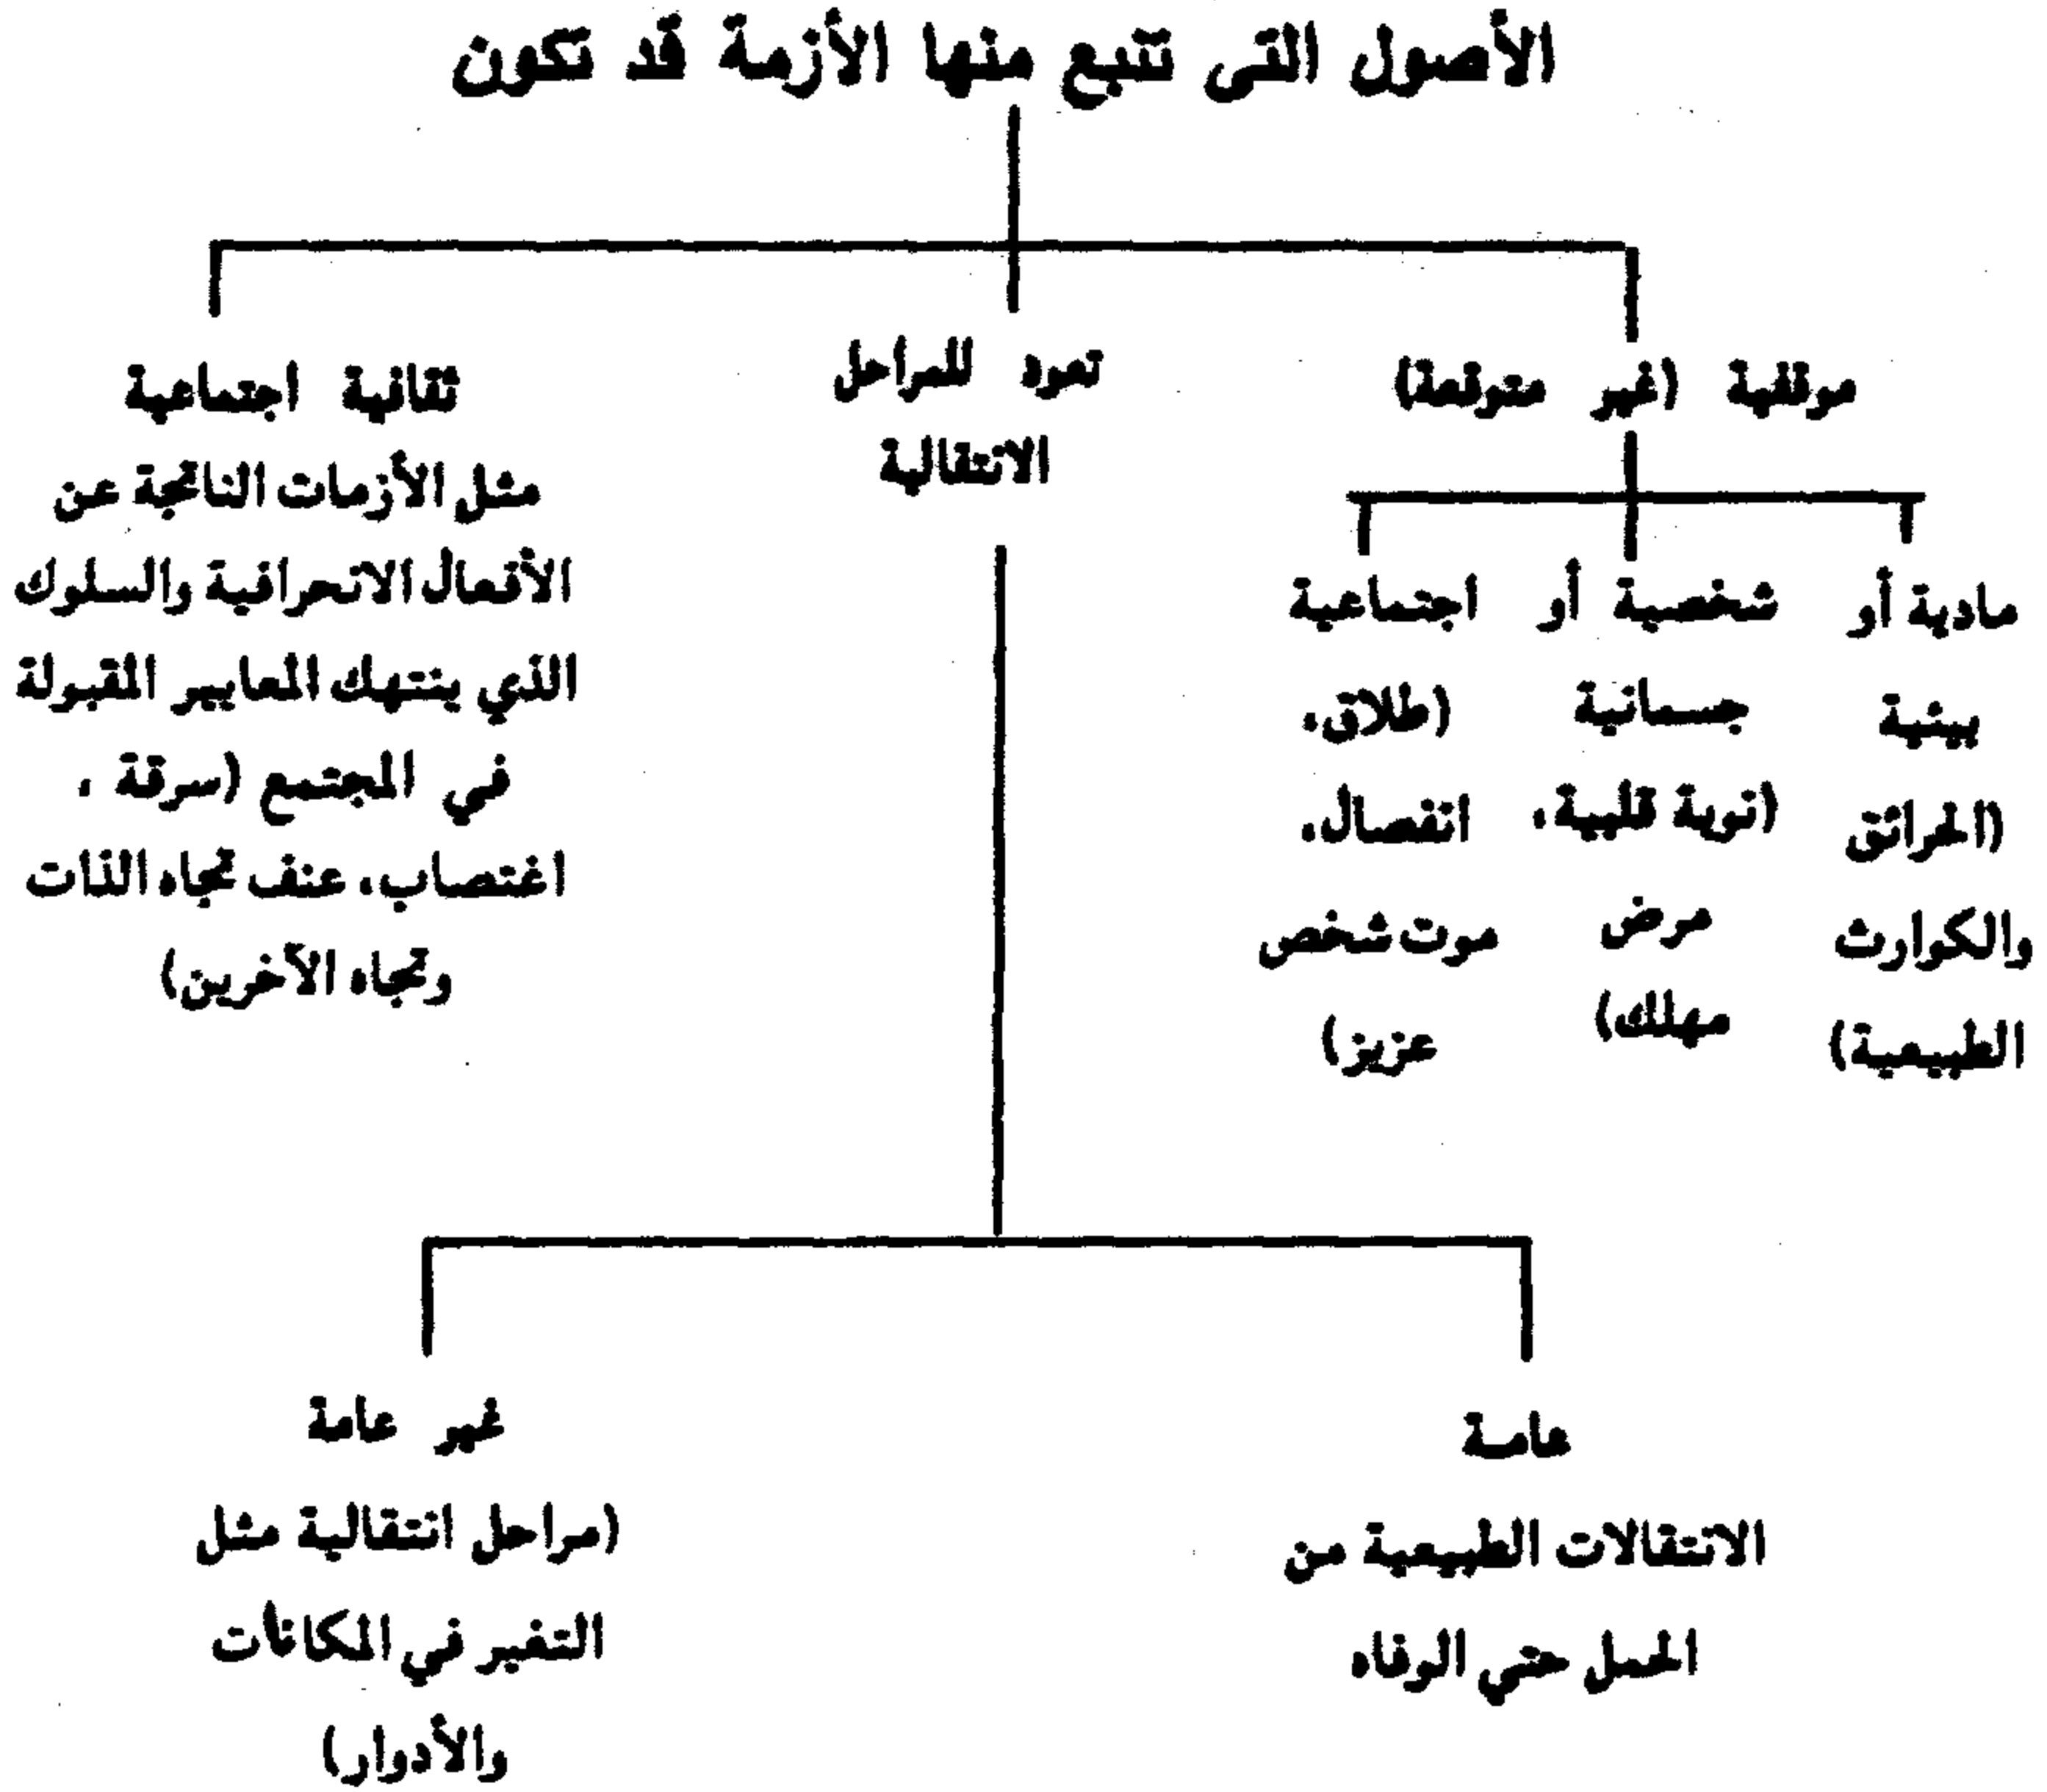 الأصول التى تنبع منها الأزمة قد تكون
موقفية (غير متوقعة)
مادية أو
بيئية
(الحرائق
والكوارث
الطبيعية)
شخصية أو
جسمانية
(نوبة قلبية،
مرض
مهلك)
اجتماعية
(طلاق،
انفصال،
موت شخص
عزيز)
تعود للمراحل
الانتقالية
عامة
الانتقالات الطبيعية من
الحمل حتي الوفاه
غير عامة
(مراحل انتقالية مثل
التغير في المكانات
والأدوار)
ثقافية اجتماعية
مثل الأزمات الناتجة عن
الأفعال الانحرافية والسلوك
الذي ينتهك المعايير المقبولة
في المجتمع (سرقة ،
اغتصاب، عنف تجاه الذات
وتجاه الآخرين)